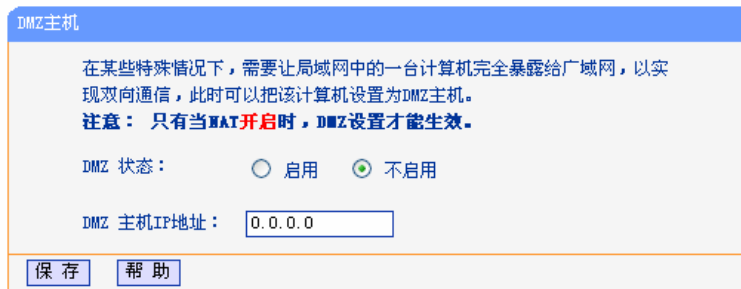 DMZ主机
在某些特殊情况下，需要让局域网中的一台计算机完全暴露给广域网，以实
现双向通信，此时可以把该计算机设置为DMZ主机。
注意： 只有当NAT开启时，DMZ设置才能生效。
DMZ 状态： 启用 不启用
DMZ 主机IP地址： 0.0.0.0
保 存 帮 助